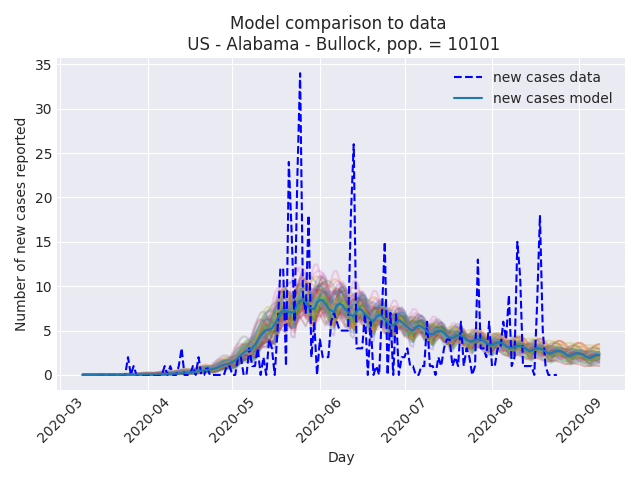 Model comparison to data
US - Alabama - Bullock, pop. = 10101
new cases data
new cases model
Number of new cases reported
35
30
25
20
15
10
5
0
2020-03
2020-04
2020-05
2020-06
2020-07
2020-08
2020-09
Day